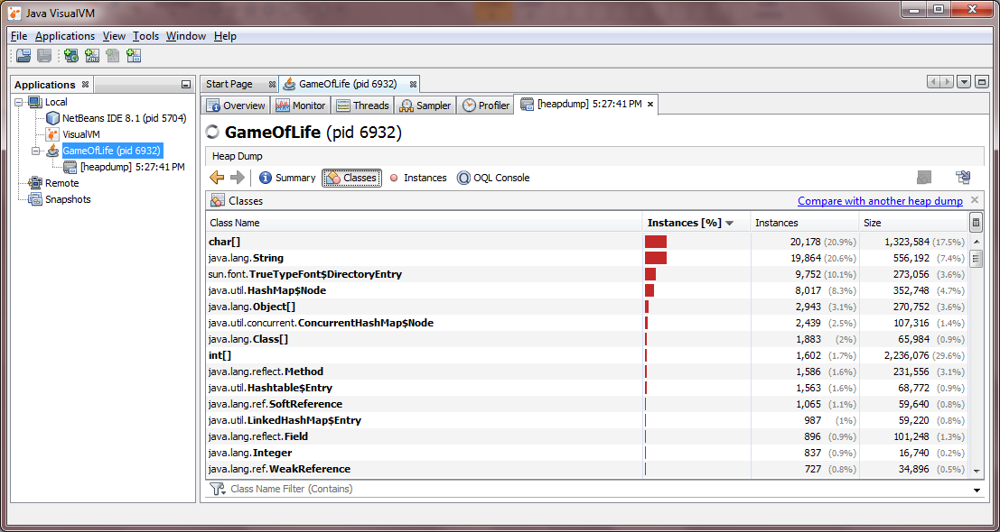 Java VisualVM
File Applications View Tools Window Help
Applications
Local
NetBeans IDE 8.1 (pid 5704)
VisualVM
GameOfLife (pid 6932)
[heapdump] 5:27:41 PM
Remote
Snapshots
Start Page GameOfLife (pid 6932)
Overview Monitor Threads Sampler Profiler [heapdump] 5:27:41 PM
GameOfLife (pid 6932)
Heap Dump
Summary Classes Instances OQL Console
Classes Compare with another heap dump
Class Name Instances [%] Instances Size
char[] 20,178 (20.9%) 1,323,584 (17.5%)
java.lang.String 19,864 (20.6%) 556,192 (7.4%)
sun.font.TrueTypeFont$DirectoryEntry 9,752 (10.1%) 273,056 (3.6%)
java.util.HashMap$Node 8,017 (8.3%) 352,748 (4.7%)
java.lang.Object[] 2,943 (3.1%) 270,752 (3.6%)
java.util.concurrent.ConcurrentHashMap$Node 2,439 (2.5%) 107,316 (1.4%)
java.lang.Class[] 1,883 (2%) 65,984 (0.9%)
int[] 1,602 (1.7%) 2,236,076 (29.6%)
java.lang.reflect.Method 1,586 (1.6%) 231,556 (3.1%)
java.util.Hashtable$Entry 1,563 (1.6%) 68,772 (0.9%)
java.lang.ref.SoftReference 1,065 (1.1%) 59,640 (0.8%)
java.util.LinkedHashMap$Entry 987 (1%) 59,220 (0.8%)
java.lang.reflect.Field 896 (0.9%) 101,248 (1.3%)
java.lang.Integer 837 (0.9%) 16,740 (0.2%)
java.lang.ref.WeakReference 727 (0.8%) 34,896 (0.5%)
Class Name Filter (Contains)